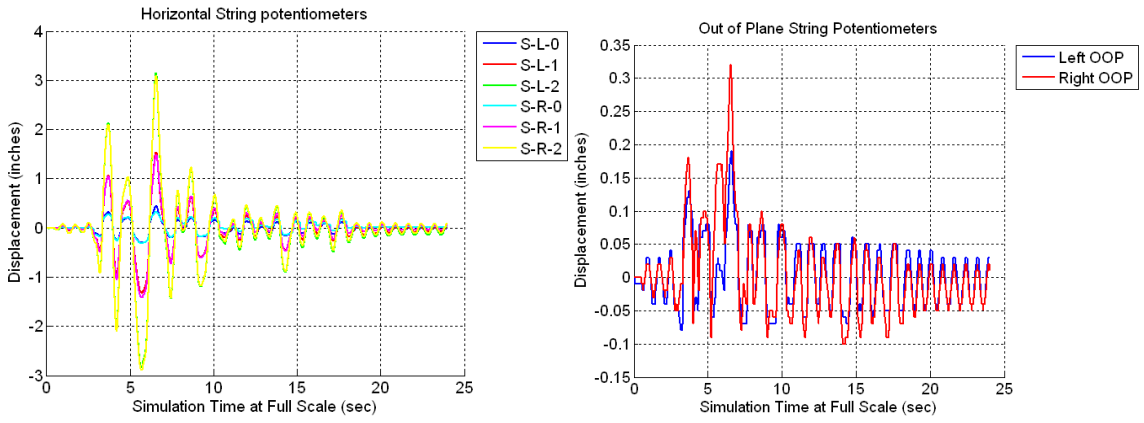 Horizontal String potentiometers
4
3
2
1
0
-1
-2
-3
0 5 10 15 20 25
Displacement (inches)
Simulation Time at Full Scale (sec)
S-L-0
S-L-1
S-L-2
S-R-0
S-R-1
S-R-2
Out of Plane String Potentiometers
0.35
0.3
0.25
0.2
0.15
0.1
0.05
0
-0.05
-0.1
-0.15
0 5 10 15 20 25
Displacement (inches)
Simulation Time at Full Scale (sec)
Left OOP
Right OOP